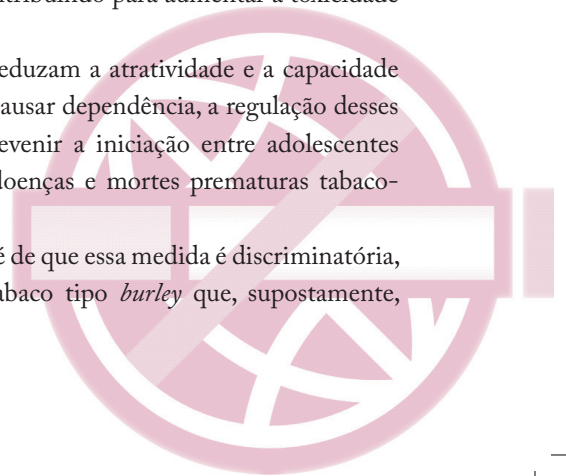 ntribuindo para aumentar a toxicidade
eduzam a atratividade e a capacidade
ausar dependência, a regulação desses
evenir a iniciação entre adolescentes
doenças e mortes prematuras tabaco-
é de que essa medida é discriminatória,
abaco tipo burley que, supostamente,